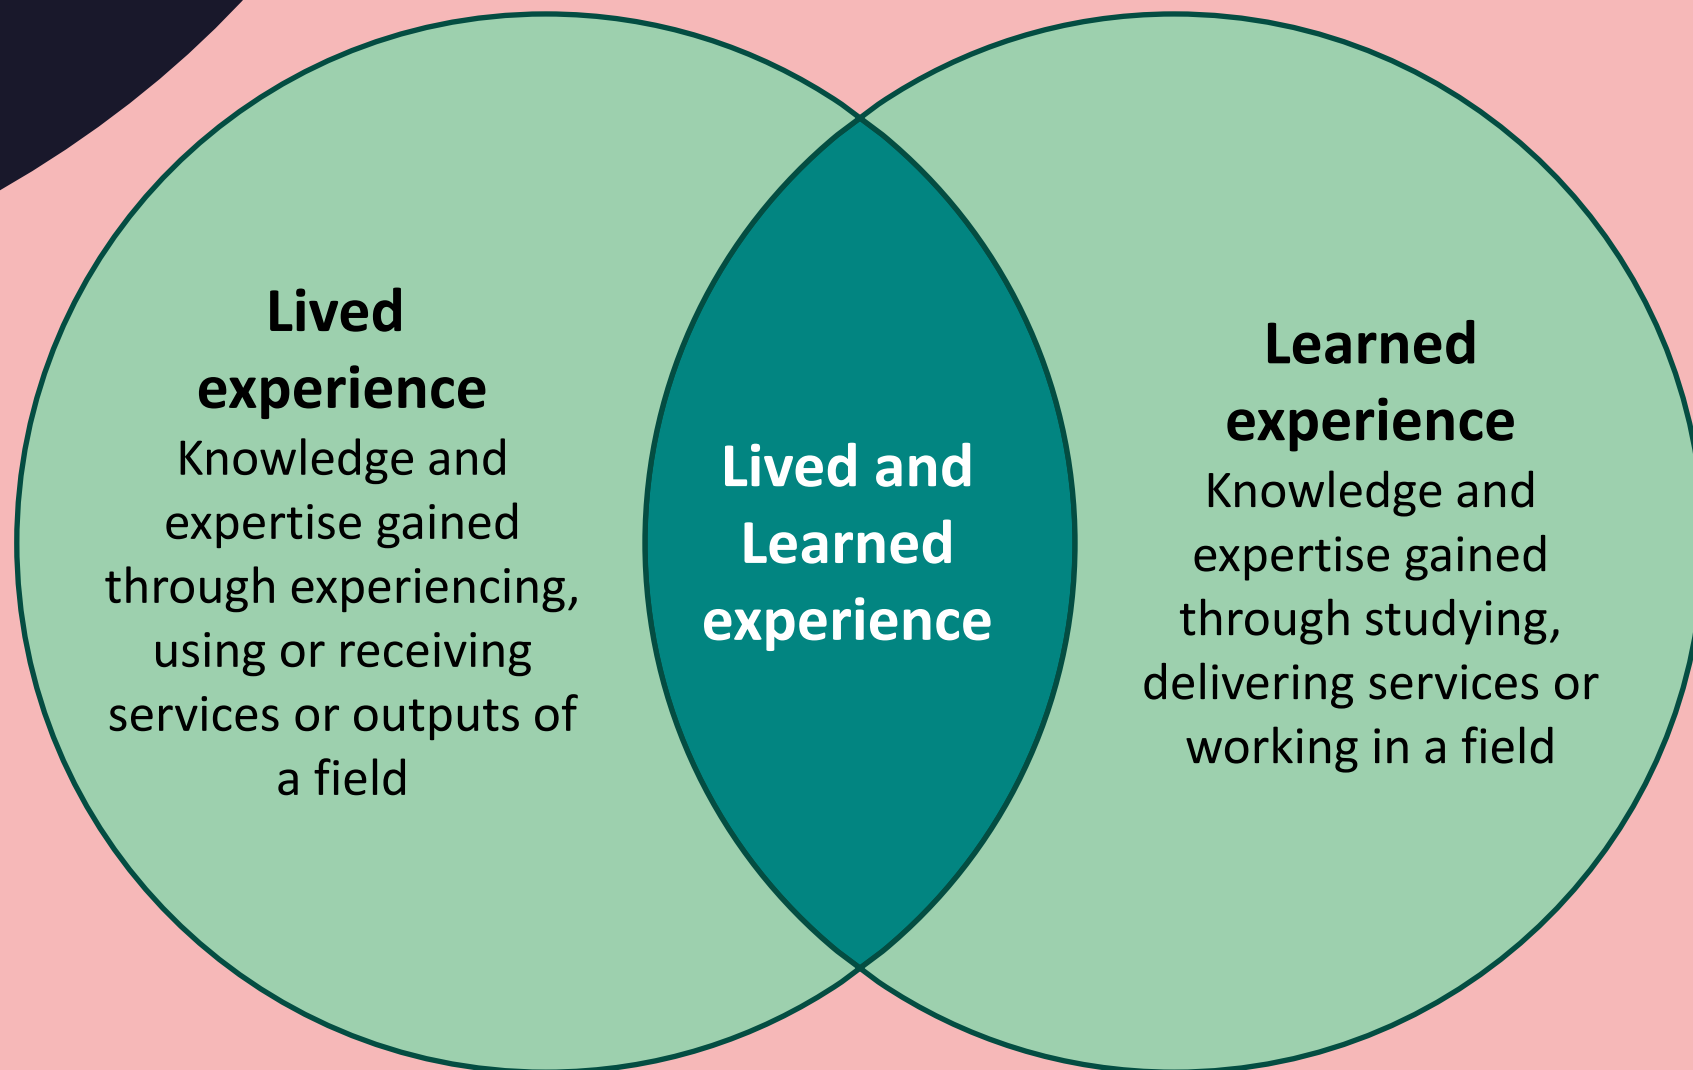 Lived
experience
Knowledge and
expertise gained
through experiencing,
using or receiving
services or outputs of
a field
Lived and
Learned
experience
Learned
experience
Knowledge and
expertise gained
through studying,
delivering services or
working in a field